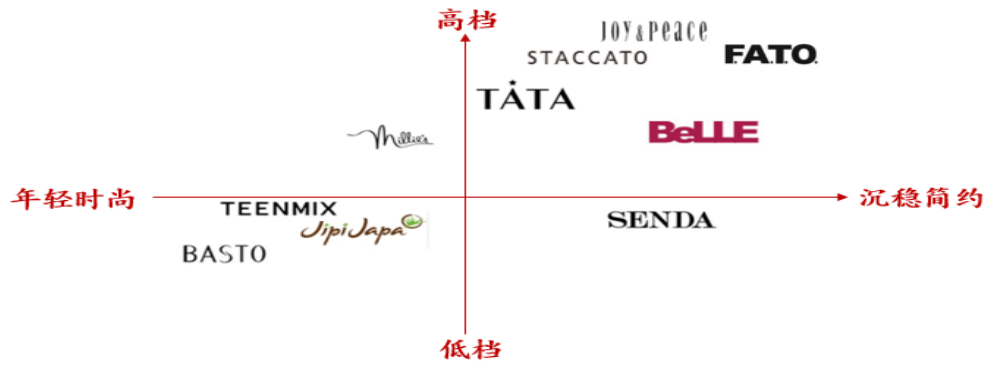 高档
JOY & PEACE
STACCATO
F.A.T.O.
TATA
BeLLE
Millie's
年轻时尚
沉稳简约
TEENMIX
SENDA
JipiJapa
BASTO
低档